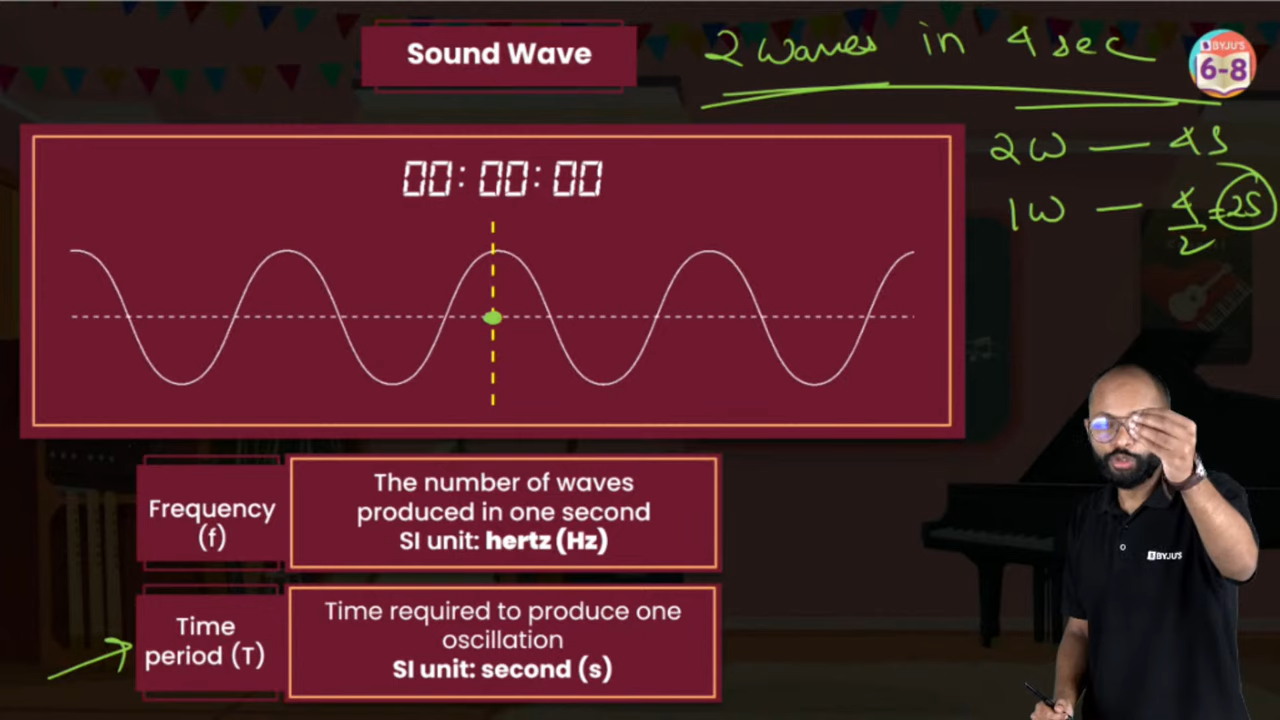 Sound Wave
2 waves in 4 sec
BYJU'S
6-8
2W — 4S
1W — 4/2 = 2S
00:00:00
Frequency
(f)
The number of waves
produced in one second
SI unit: hertz (Hz)
Time
period (T)
Time required to produce one
oscillation
SI unit: second (s)
BYJU'S